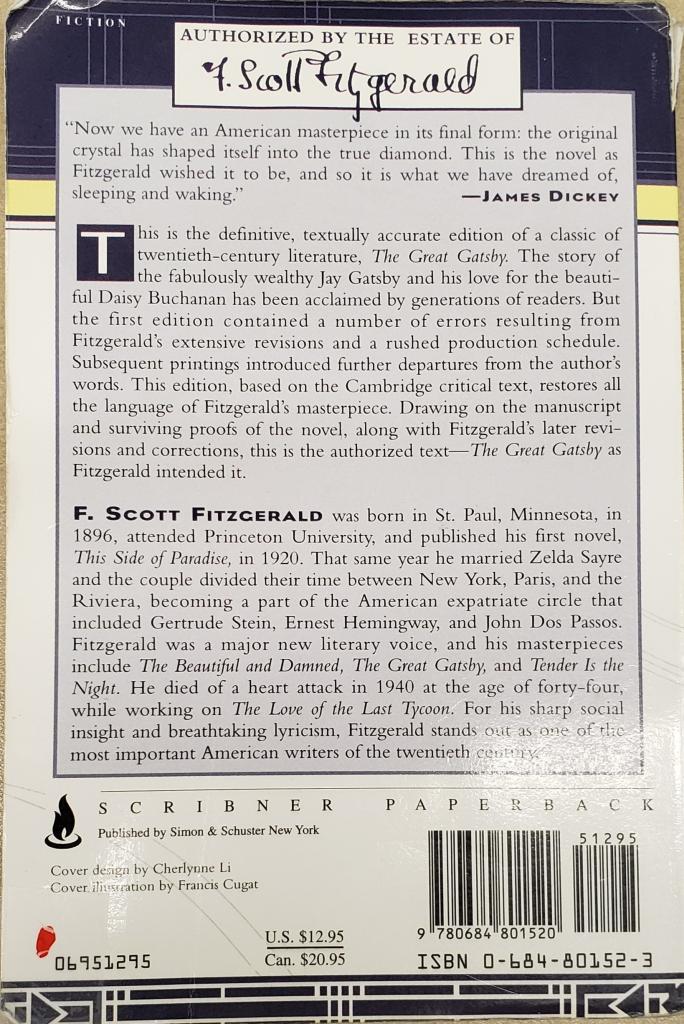 FICTION
AUTHORIZED BY THE ESTATE OF
F. Scott Fitzgerald
“Now we have an American masterpiece in its final form: the original
crystal has shaped itself into the true diamond. This is the novel as
Fitzgerald wished it to be, and so it is what we have dreamed of,
sleeping and waking.”
—JAMES DICKEY
This is the definitive, textually accurate edition of a classic of
twentieth-century literature, The Great Gatsby. The story of
the fabulously wealthy Jay Gatsby and his love for the beauti-
ful Daisy Buchanan has been acclaimed by generations of readers. But
the first edition contained a number of errors resulting from
Fitzgerald’s extensive revisions and a rushed production schedule.
Subsequent printings introduced further departures from the author’s
words. This edition, based on the Cambridge critical text, restores all
the language of Fitzgerald’s masterpiece. Drawing on the manuscript
and surviving proofs of the novel, along with Fitzgerald’s later revi-
sions and corrections, this is the authorized text—The Great Gatsby as
Fitzgerald intended it.
F. SCOTT FITZGERALD was born in St. Paul, Minnesota, in
1896, attended Princeton University, and published his first novel,
This Side of Paradise, in 1920. That same year he married Zelda Sayre
and the couple divided their time between New York, Paris, and the
Riviera, becoming a part of the American expatriate circle that
included Gertrude Stein, Ernest Hemingway, and John Dos Passos.
Fitzgerald was a major new literary voice, and his masterpieces
include The Beautiful and Damned, The Great Gatsby, and Tender Is the
Night. He died of a heart attack in 1940 at the age of forty-four,
while working on The Love of the Last Tycoon. For his sharp social
insight and breathtaking lyricism, Fitzgerald stands out as one of the
most important American writers of the twentieth century.
SCRIBNER PAPERBACK
Published by Simon & Schuster New York
Cover design by Cherlynne Li
Cover illustration by Francis Cugat
06951295
U.S. $12.95
Can. $20.95
51295
9 780684 801520
ISBN 0-684-80152-3